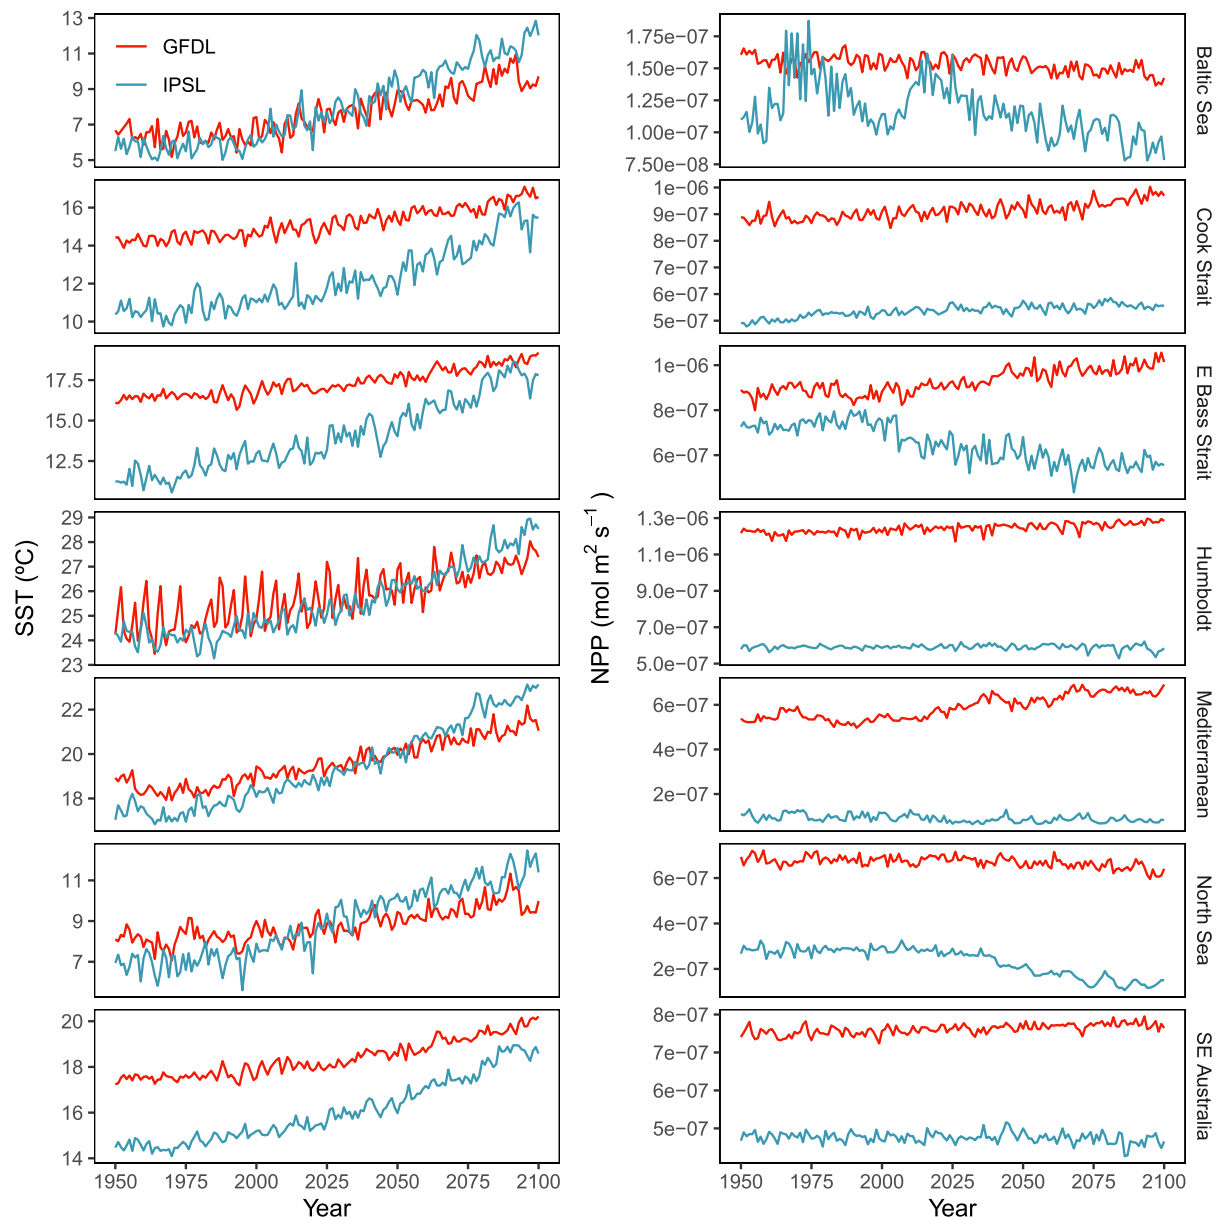 13
11
9
7
5
GFDL
IPSL
1.75e−07
1.50e−07
1.25e−07
1.00e−07
7.50e−08
Baltic Sea
16
14
12
10
1e−06
9e−07
8e−07
7e−07
6e−07
5e−07
Cook Strait
17.5
15.0
12.5
1e−06
8e−07
6e−07
E Bass Strait
SST (ºC)
29
28
27
26
25
24
23
NPP (mol m² s⁻¹ )
1.3e−06
1.1e−06
9.0e−07
7.0e−07
5.0e−07
Humboldt
22
20
18
6e−07
4e−07
2e−07
Mediterranean
11
9
7
6e−07
4e−07
2e−07
North Sea
20
18
16
14
8e−07
7e−07
6e−07
5e−07
SE Australia
1950 1975 2000 2025 2050 2075 2100
Year
1950 1975 2000 2025 2050 2075 2100
Year